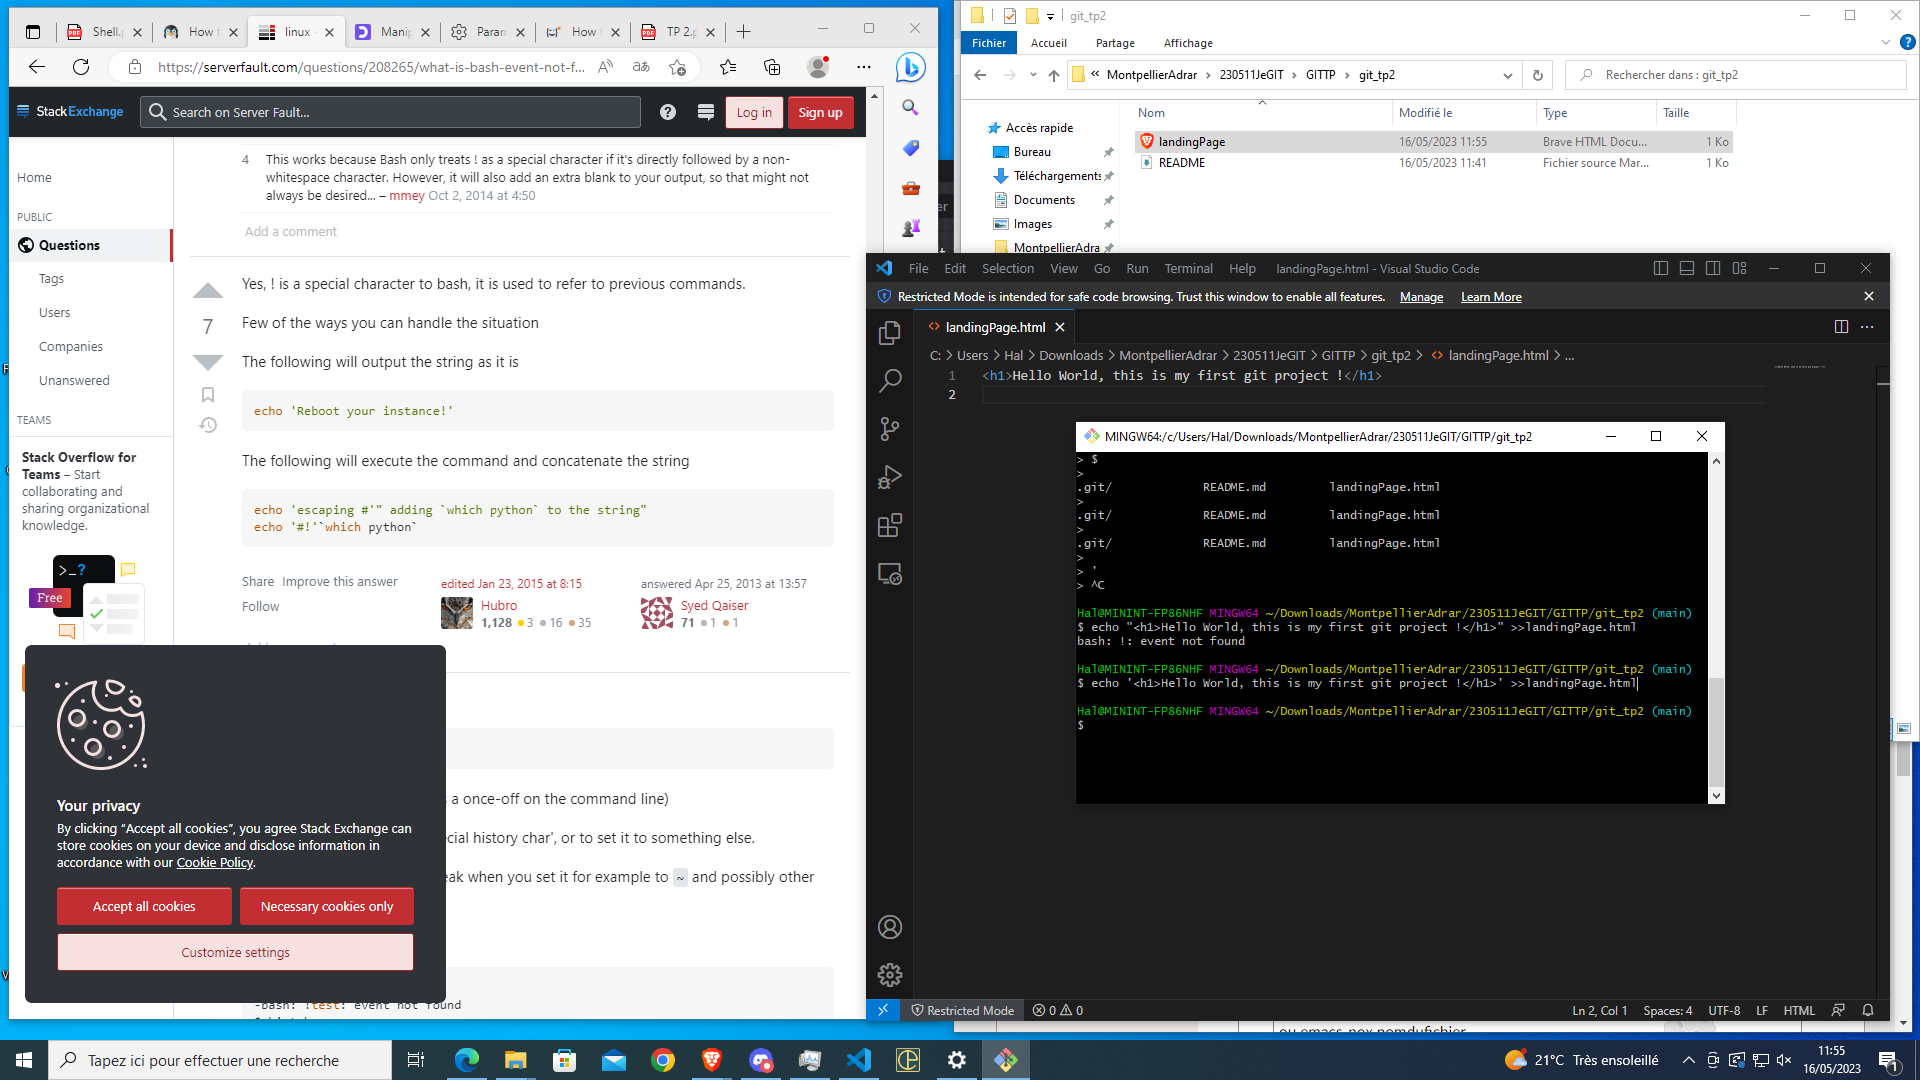 Shell.p
How t
linux -
Manip
Param
How t
TP 2.p
https://serverfault.com/questions/208265/what-is-bash-event-not-f...
StackExchange
Search on Server Fault...
Log in
Sign up
Home
PUBLIC
Questions
Tags
Users
Companies
Unanswered
TEAMS
Stack Overflow for
Teams – Start
collaborating and
sharing organizational
knowledge.
>_?
Free
4
This works because Bash only treats ! as a special character if it's directly followed by a non-
whitespace character. However, it will also add an extra blank to your output, so that might not
always be desired... – mmey Oct 2, 2014 at 4:50
Add a comment
7
Yes, ! is a special character to bash, it is used to refer to previous commands.
Few of the ways you can handle the situation
The following will output the string as it is
echo 'Reboot your instance!'
The following will execute the command and concatenate the string
echo 'escaping #'" adding `which python` to the string"
echo '#!'`which python`
Share Improve this answer
Follow
edited Jan 23, 2015 at 8:15
Hubro
1,128 3 16 35
answered Apr 25, 2013 at 13:57
Syed Qaiser
71 1 1
s a once-off on the command line)
ecial history char', or to set it to something else.
eak when you set it for example to ~ and possibly other
-bash: !test: event not found
Your privacy
By clicking “Accept all cookies”, you agree Stack Exchange can
store cookies on your device and disclose information in
accordance with our Cookie Policy.
Accept all cookies
Necessary cookies only
Customize settings
git_tp2
Fichier
Accueil
Partage
Affichage
« MontpellierAdrar > 230511JeGIT > GITTP > git_tp2
Rechercher dans : git_tp2
Nom
Modifié le
Type
Taille
Accès rapide
Bureau
Téléchargements
Documents
Images
MontpellierAdra
landingPage 16/05/2023 11:55 Brave HTML Docu... 1 Ko
README 16/05/2023 11:41 Fichier source Mar... 1 Ko
File Edit Selection View Go Run Terminal Help
landingPage.html - Visual Studio Code
Restricted Mode is intended for safe code browsing. Trust this window to enable all features. Manage Learn More
landingPage.html
C: > Users > Hal > Downloads > MontpellierAdrar > 230511JeGIT > GITTP > git_tp2 > landingPage.html > ...
1 <h1>Hello World, this is my first git project !</h1>
2
MINGW64:/c/Users/Hal/Downloads/MontpellierAdrar/230511JeGIT/GITTP/git_tp2
> $
>
.git/ README.md landingPage.html
>
.git/ README.md landingPage.html
>
.git/ README.md landingPage.html
>
> '
> ^C
Hal@MININT-FP86NHF MINGW64 ~/Downloads/MontpellierAdrar/230511JeGIT/GITTP/git_tp2 (main)
$ echo "<h1>Hello World, this is my first git project !</h1>" >>landingPage.html
bash: !: event not found
Hal@MININT-FP86NHF MINGW64 ~/Downloads/MontpellierAdrar/230511JeGIT/GITTP/git_tp2 (main)
$ echo '<h1>Hello World, this is my first git project !</h1>' >>landingPage.html
Hal@MININT-FP86NHF MINGW64 ~/Downloads/MontpellierAdrar/230511JeGIT/GITTP/git_tp2 (main)
$
Restricted Mode
0 0
Ln 2, Col 1
Spaces: 4
UTF-8
LF
HTML
ou emacs-nox nomdufichier
Tapez ici pour effectuer une recherche
21°C Très ensoleillé
11:55
16/05/2023
1